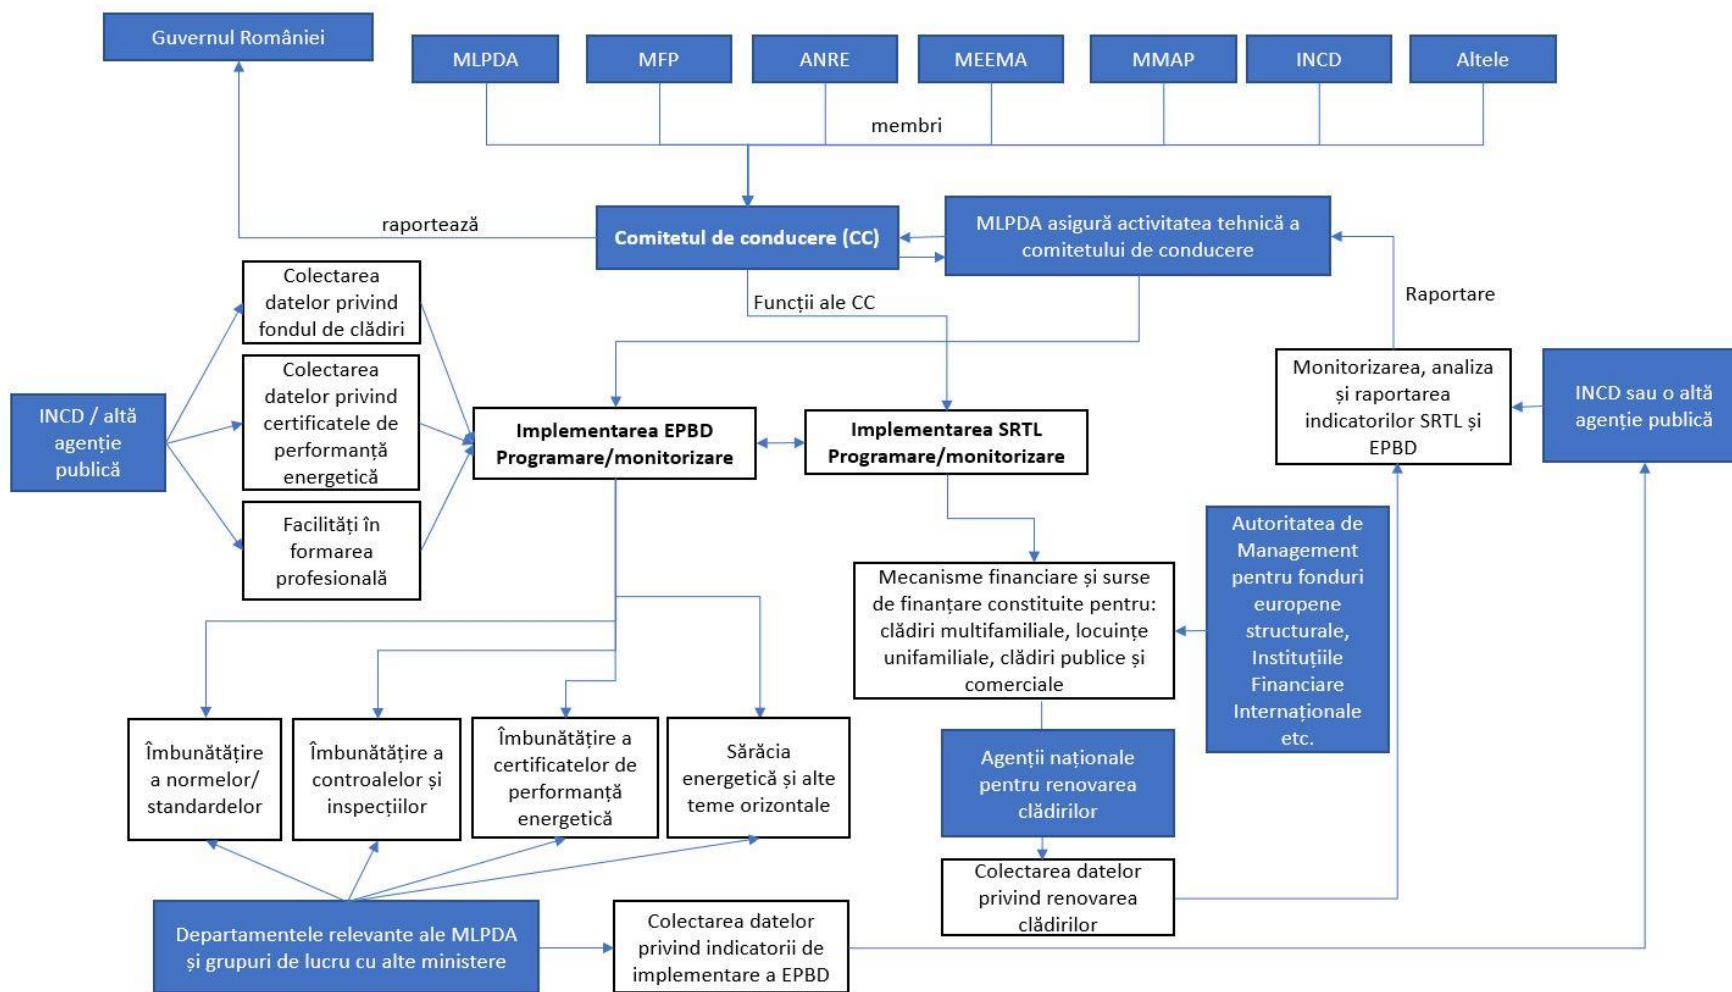 Guvernul României
MLPDA
MFP
ANRE
MEEMA
MMAP
INCD
Altele
membri
raportează
Comitetul de conducere (CC)
MLPDA asigură activitatea tehnică a
comitetului de conducere
Colectarea
datelor privind
fondul de clădiri
Funcții ale CC
Raportare
INCD / altă
agenție
publică
Colectarea
datelor privind
certificatele de
performanță
energetică
Implementarea EPBD
Programare/monitorizare
Implementarea SRTL
Programare/monitorizare
Monitorizarea, analiza
și raportarea
indicatorilor SRTL și
EPBD
INCD sau o altă
agenție publică
Facilități în
formarea
profesională
Mecanisme financiare și surse
de finanțare constituite pentru:
clădiri multifamiliale, locuințe
unifamiliale, clădiri publice și
comerciale
Autoritatea de
Management
pentru fonduri
europene
structurale,
Instituțiile
Financiare
Internaționale
etc.
Îmbunătățire
a normelor/
standardelor
Îmbunătățire a
controalelor și
inspecțiilor
Îmbunătățire a
certificatelor de
performanță
energetică
Sărăcia
energetică și alte
teme orizontale
Agenții naționale
pentru renovarea
clădirilor
Colectarea datelor
privind renovarea
clădirilor
Departamentele relevante ale MLPDA
și grupuri de lucru cu alte ministere
Colectarea datelor
privind indicatorii de
implementare a EPBD